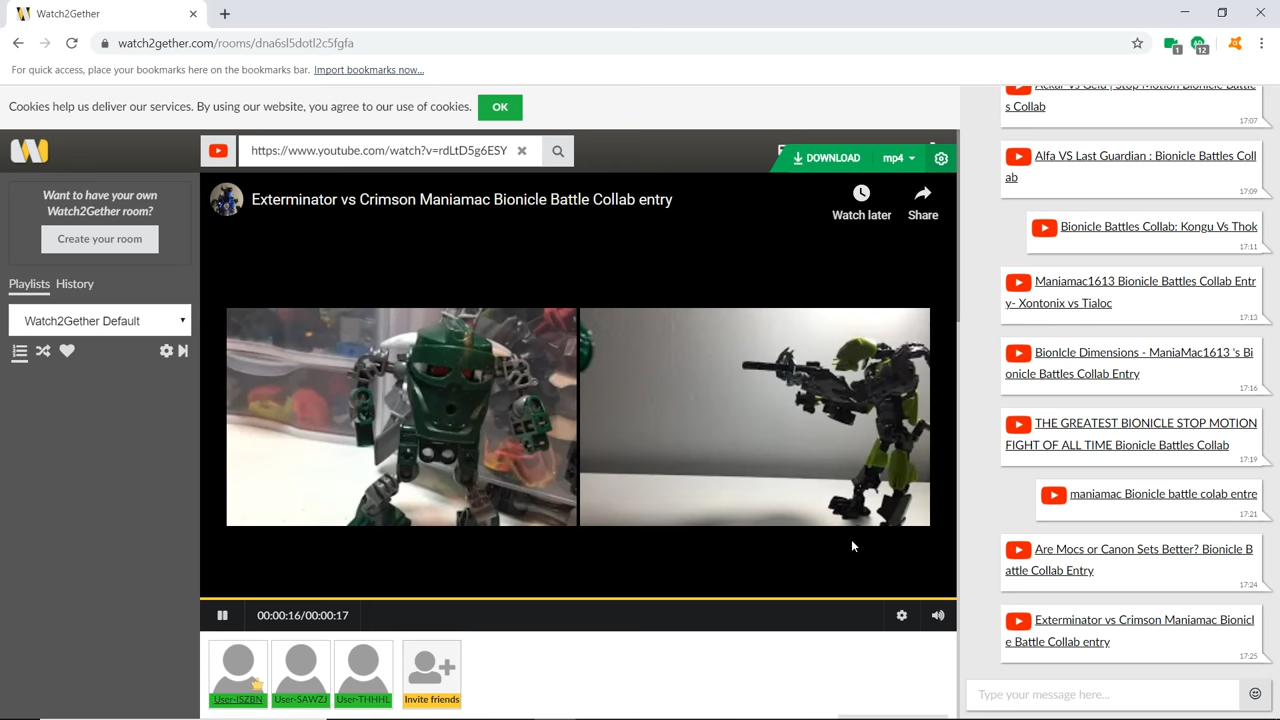 Watch2Gether
watch2gether.com/rooms/dna6sl5dotl2c5fgfa
1
12
For quick access, place your bookmarks here on the bookmarks bar. Import bookmarks now...
Cookies help us deliver our services. By using our website, you agree to our use of cookies. OK
https://www.youtube.com/watch?v=rdLtD5g6ESY
DOWNLOAD mp4
Want to have your own
Watch2Gether room?
Create your room
Playlists History
Watch2Gether Default
Exterminator vs Crimson Maniamac Bionicle Battle Collab entry
Watch later Share
00:00:16/00:00:17
User-ISZBN User-SAWZJ User-THHHL Invite friends
Ackar vs Gelu | Stop Motion Bionicle Battle
s Collab
17:07
Alfa VS Last Guardian : Bionicle Battles Coll
ab
17:09
Bionicle Battles Collab: Kongu Vs Thok
17:11
Maniamac1613 Bionicle Battles Collab Entr
y- Xontonix vs Tialoc
17:13
BionIcle Dimensions - ManiaMac1613 's Bi
onicle Battles Collab Entry
17:16
THE GREATEST BIONICLE STOP MOTION
FIGHT OF ALL TIME Bionicle Battles Collab
17:19
maniamac Bionicle battle colab entre
17:21
Are Mocs or Canon Sets Better? Bionicle B
attle Collab Entry
17:24
Exterminator vs Crimson Maniamac Bionicl
e Battle Collab entry
17:25
Type your message here...